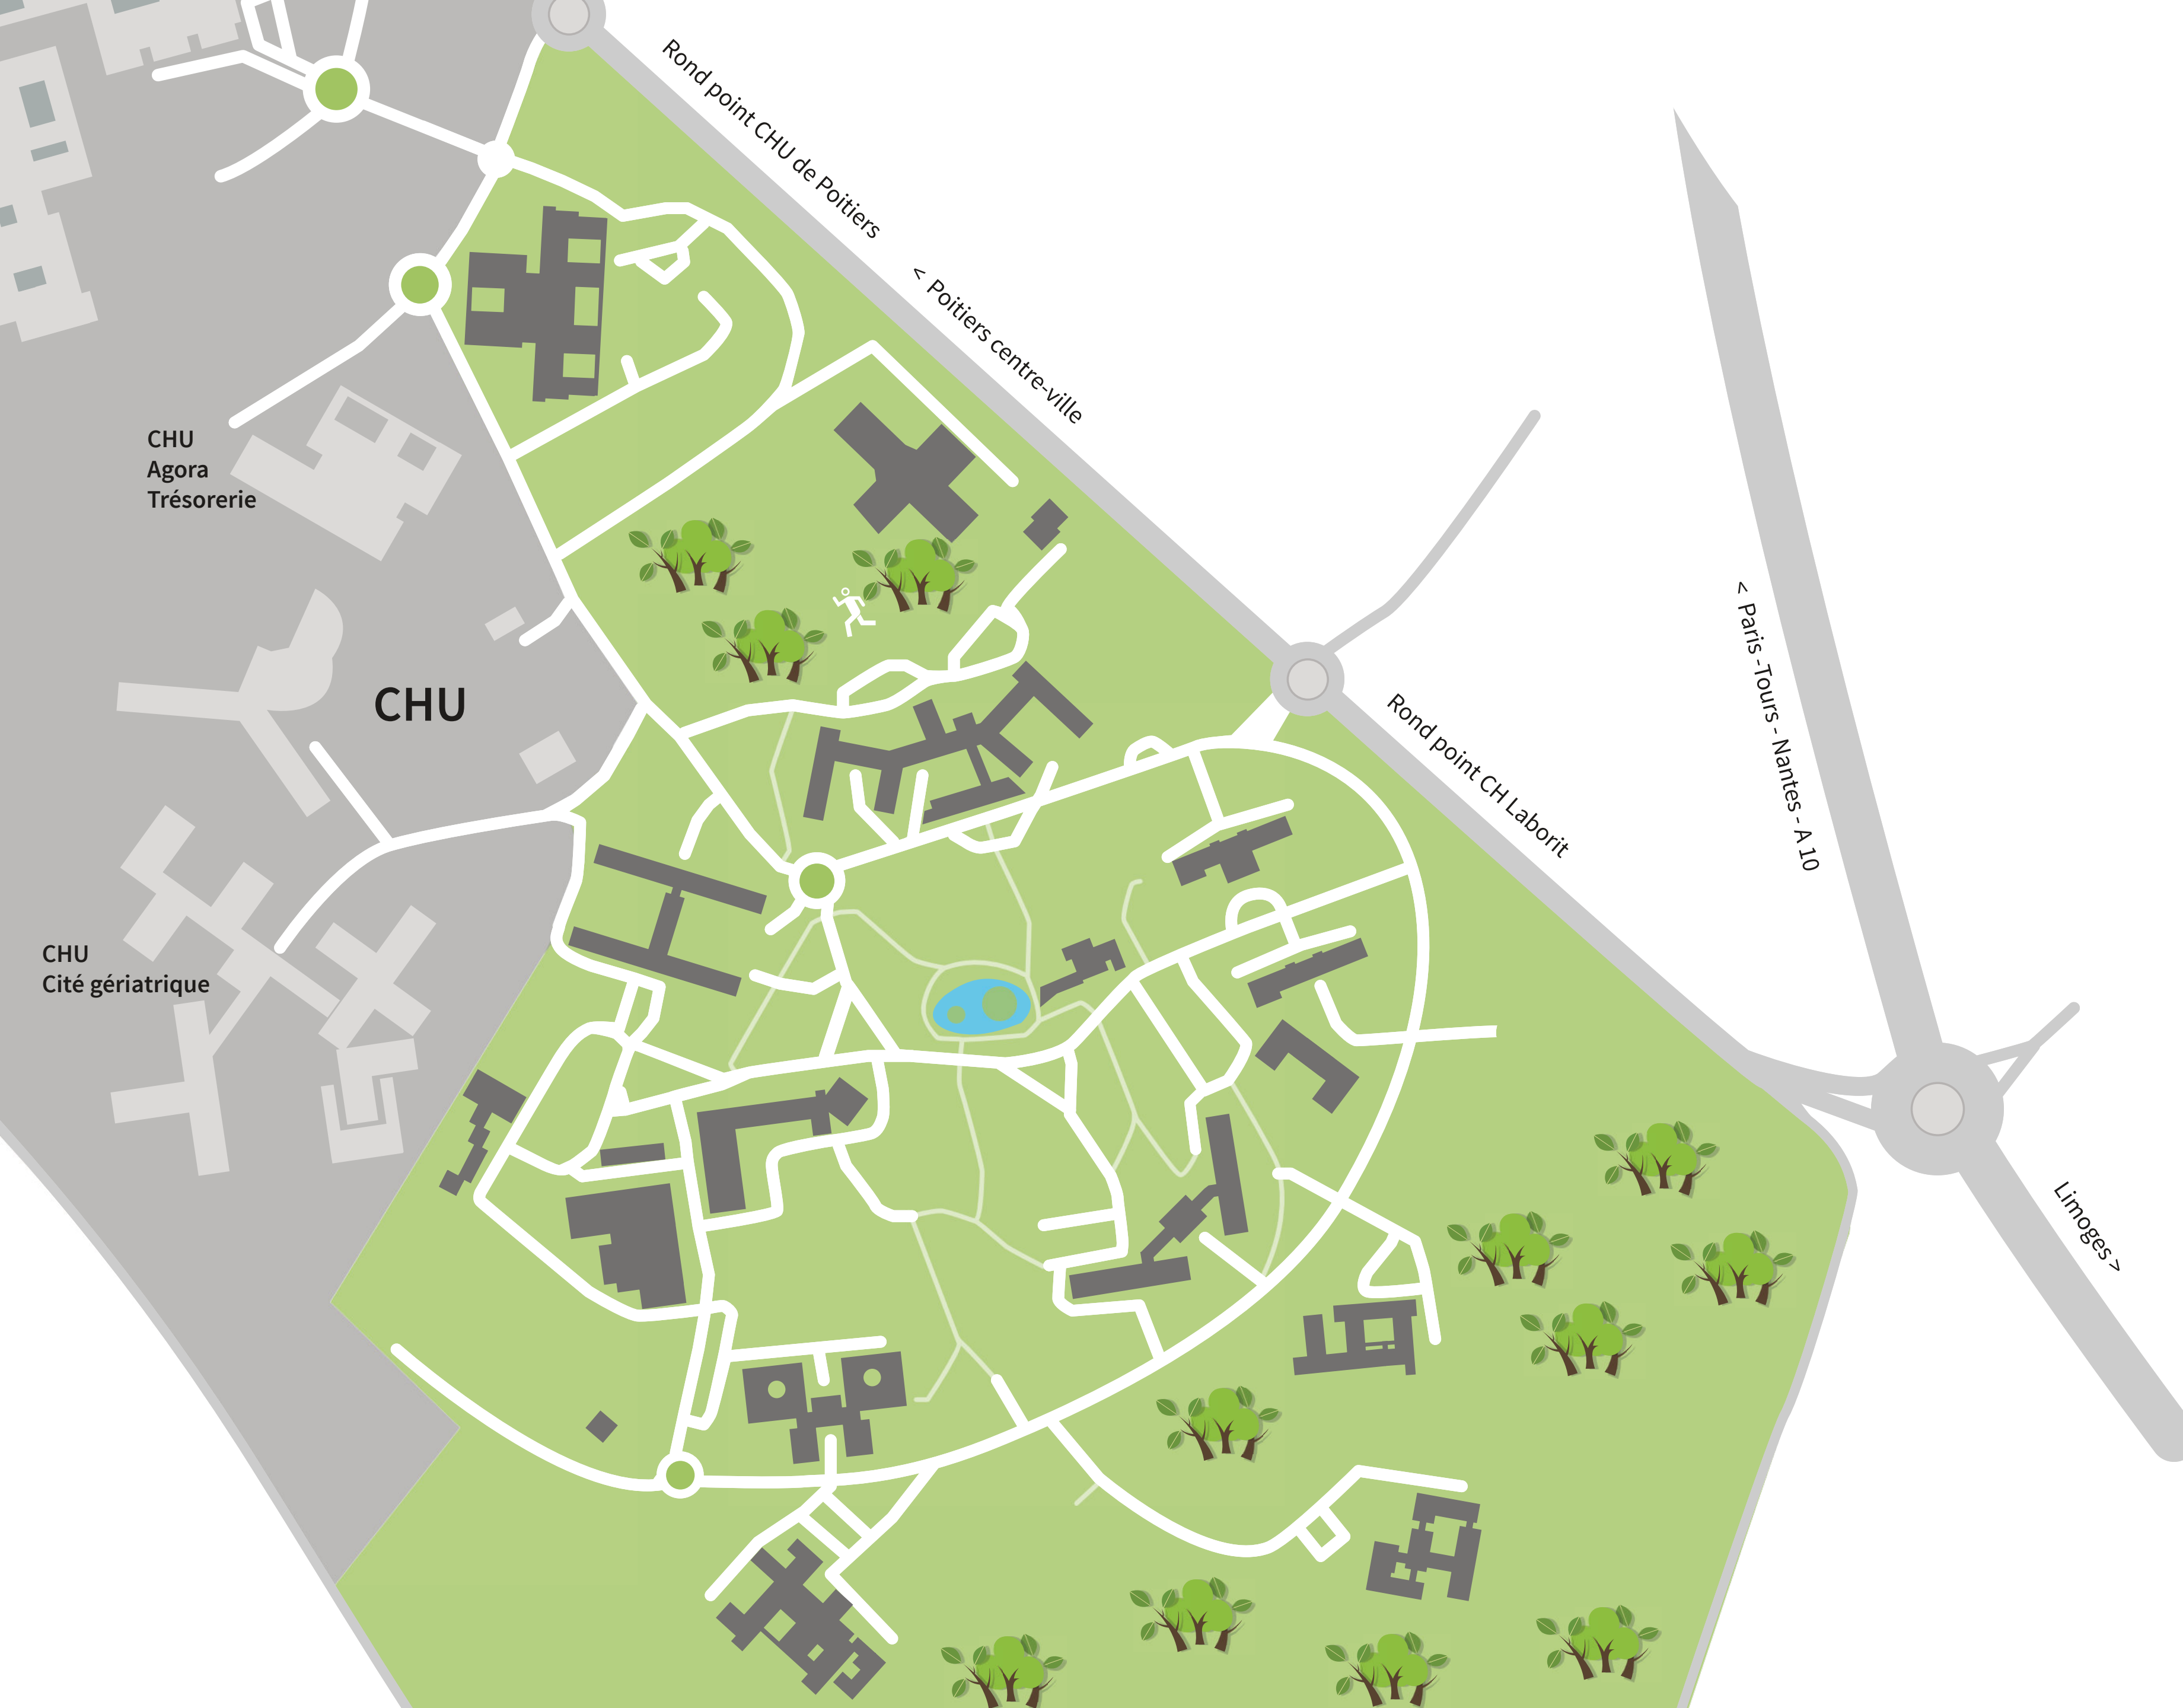 Rond point CHU de Poitiers
< Poitiers centre-ville
CHU
Agora
Trésorerie
< Paris -Tours - Nantes - A 10
CHU
Rond point CH Laborit
CHU
Cité gériatrique
Limoges >